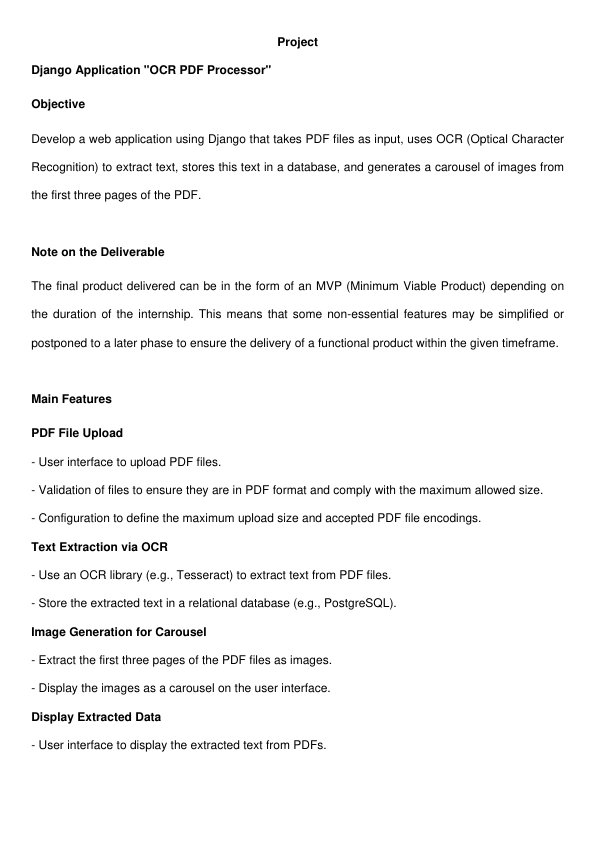 Project
Django Application "OCR PDF Processor"
Objective
Develop a web application using Django that takes PDF files as input, uses OCR (Optical Character
Recognition) to extract text, stores this text in a database, and generates a carousel of images from
the first three pages of the PDF.
Note on the Deliverable
The final product delivered can be in the form of an MVP (Minimum Viable Product) depending on
the duration of the internship. This means that some non-essential features may be simplified or
postponed to a later phase to ensure the delivery of a functional product within the given timeframe.
Main Features
PDF File Upload
- User interface to upload PDF files.
- Validation of files to ensure they are in PDF format and comply with the maximum allowed size.
- Configuration to define the maximum upload size and accepted PDF file encodings.
Text Extraction via OCR
- Use an OCR library (e.g., Tesseract) to extract text from PDF files.
- Store the extracted text in a relational database (e.g., PostgreSQL).
Image Generation for Carousel
- Extract the first three pages of the PDF files as images.
- Display the images as a carousel on the user interface.
Display Extracted Data
- User interface to display the extracted text from PDFs.